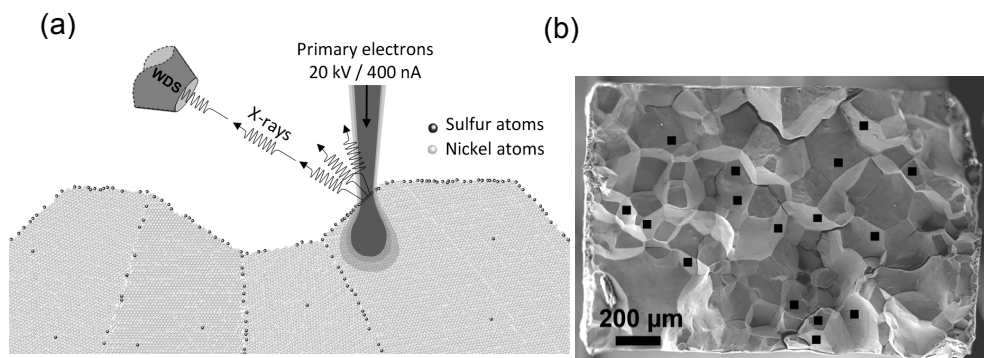 (a)
Primary electrons
20 kV / 400 nA
WDS
X-rays
Sulfur atoms
Nickel atoms
(b)
200 µm